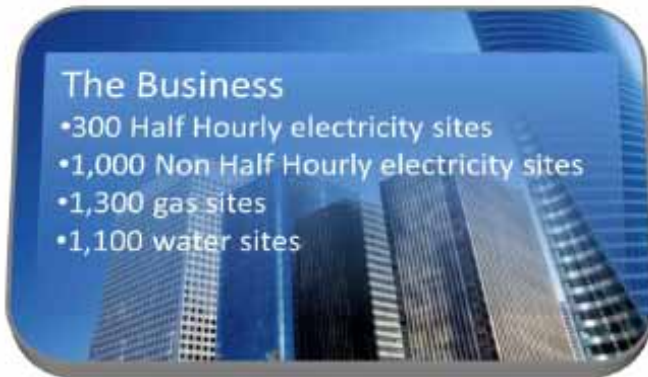 The Business
•300 Half Hourly electricity sites
•1,000 Non Half Hourly electricity sites
•1,300 gas sites
•1,100 water sites